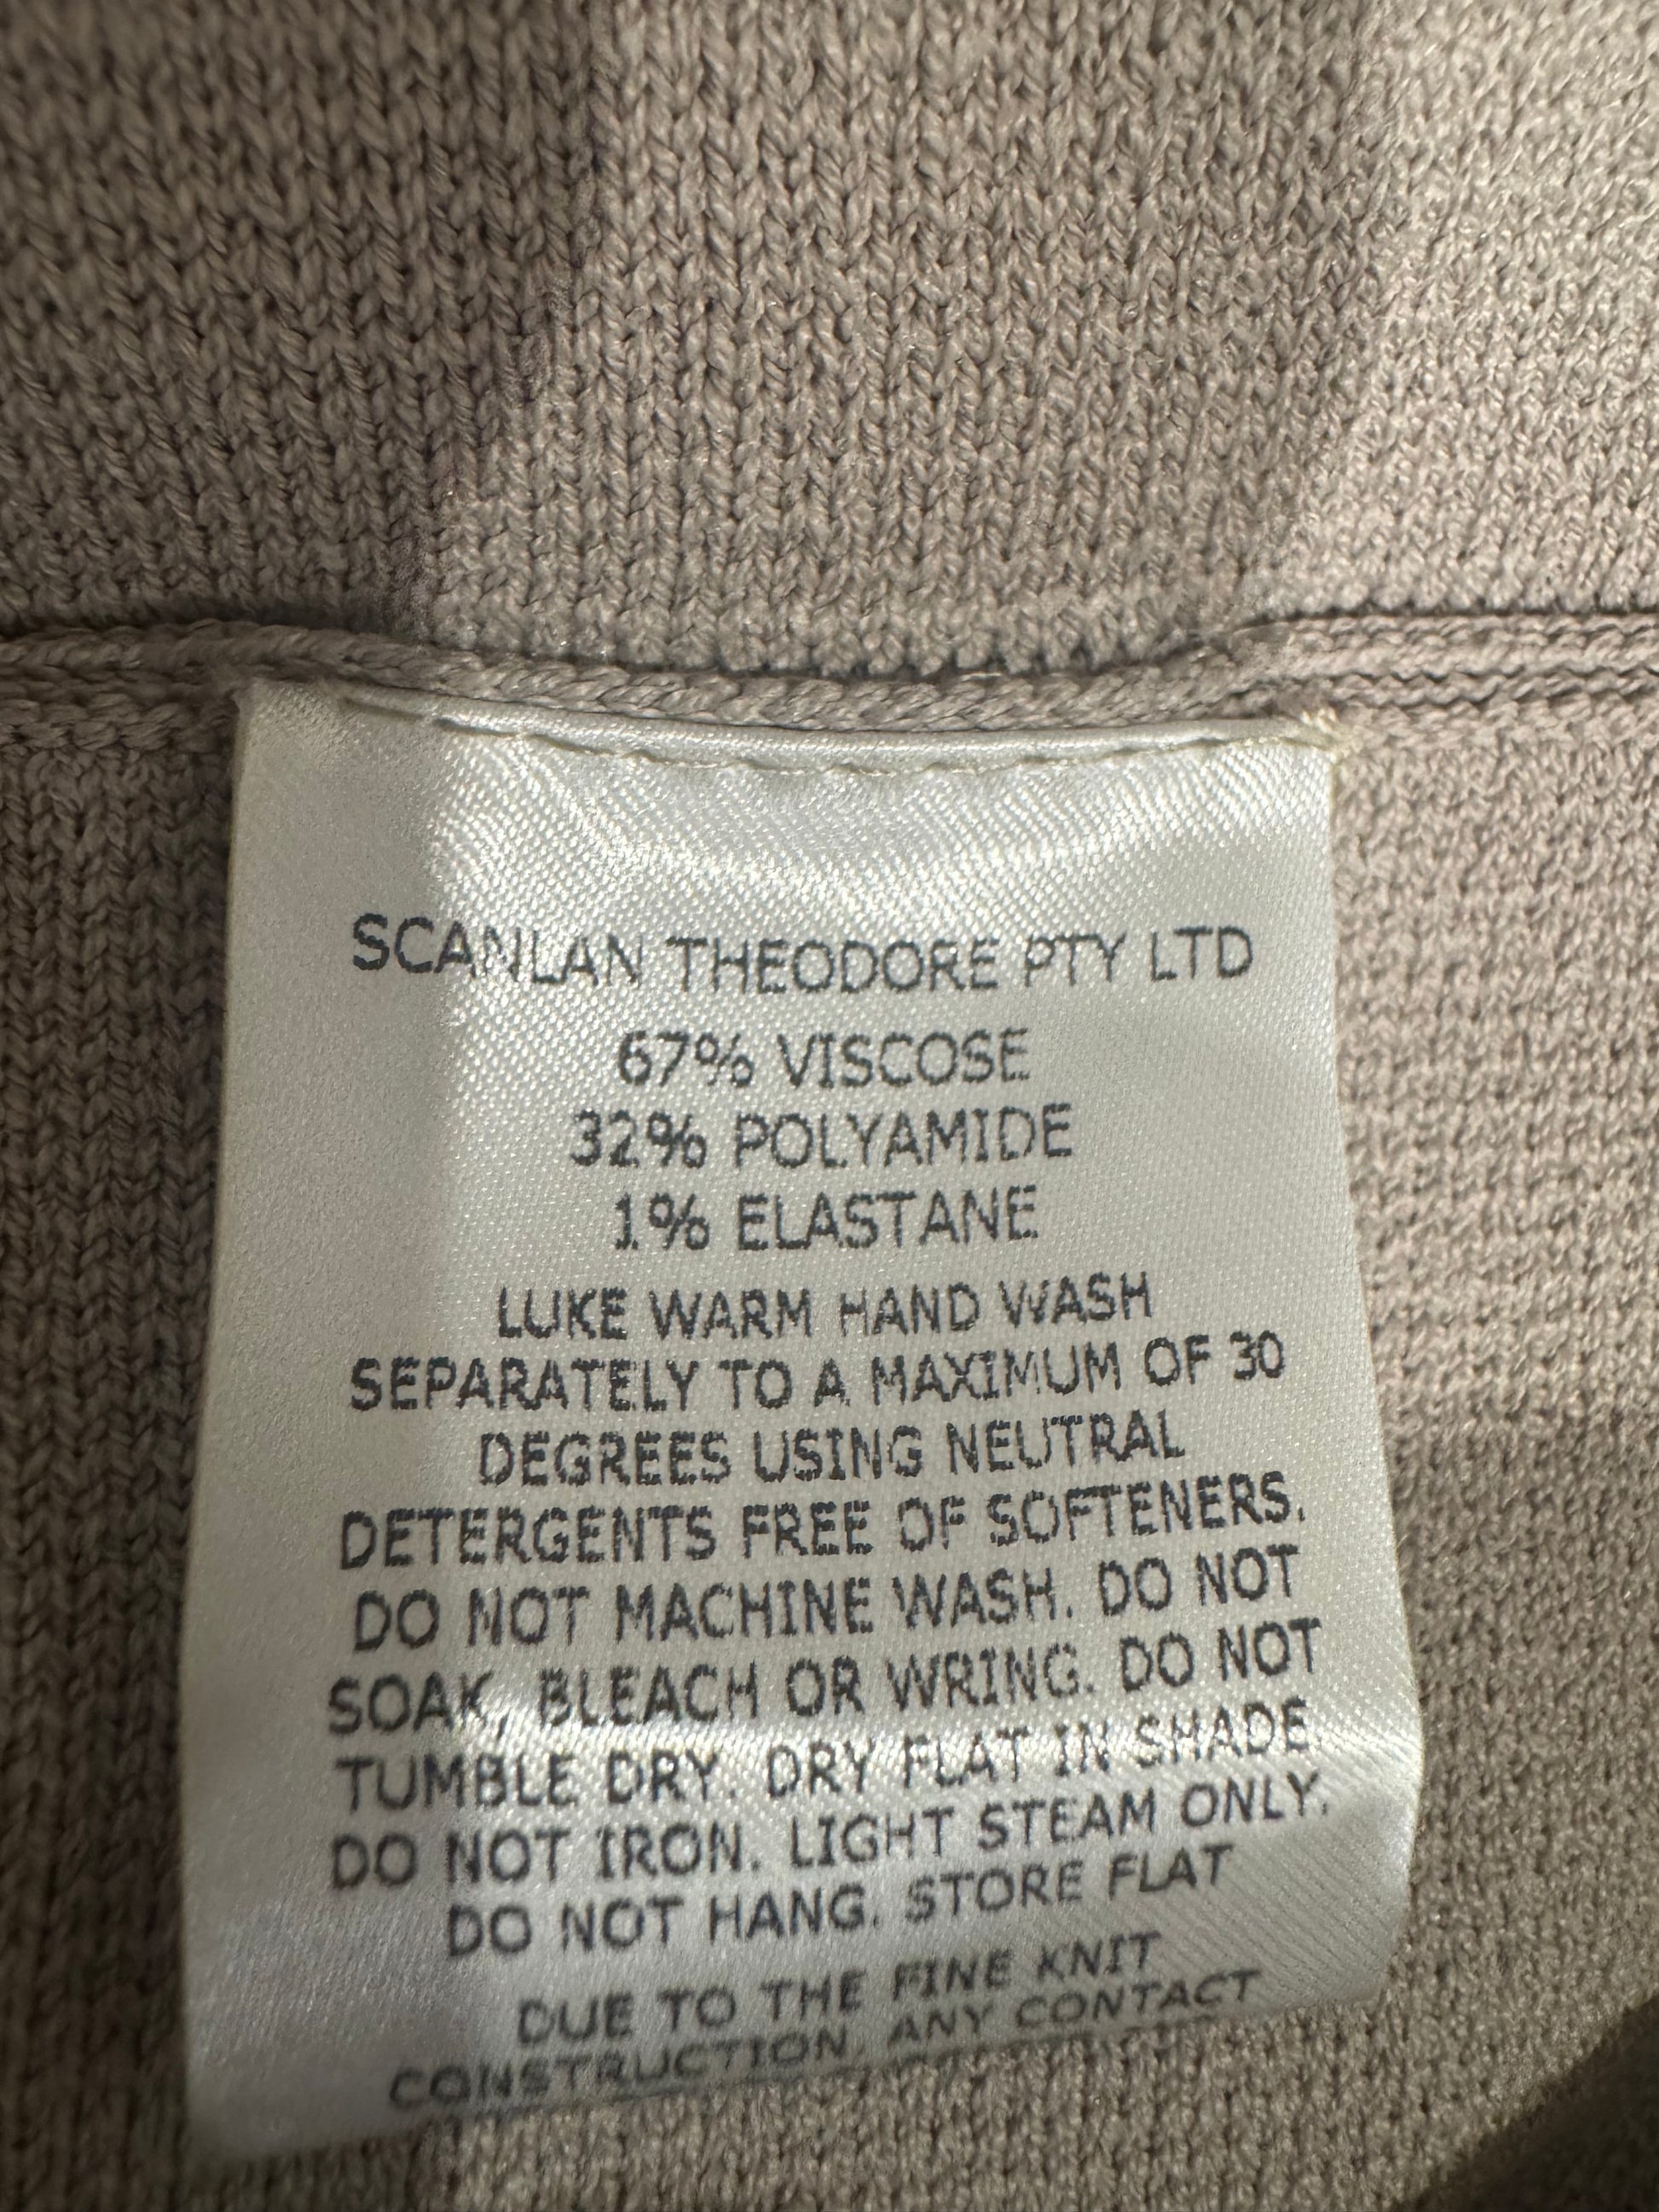 SCANLAN THEODORE PTY LTD
67% VISCOSE
32% POLYAMIDE
1% ELASTANE
LUKE WARM HAND WASH
SEPARATELY TO A MAXIMUM OF 30
DEGREES USING NEUTRAL
DETERGENTS FREE OF SOFTENERS.
DO NOT MACHINE WASH. DO NOT
SOAK, BLEACH OR WRING. DO NOT
TUMBLE DRY. DRY FLAT IN SHADE
DO NOT IRON. LIGHT STEAM ONLY.
DO NOT HANG. STORE FLAT
DUE TO THE FINE KNIT
CONSTRUCTION, ANY CONTACT